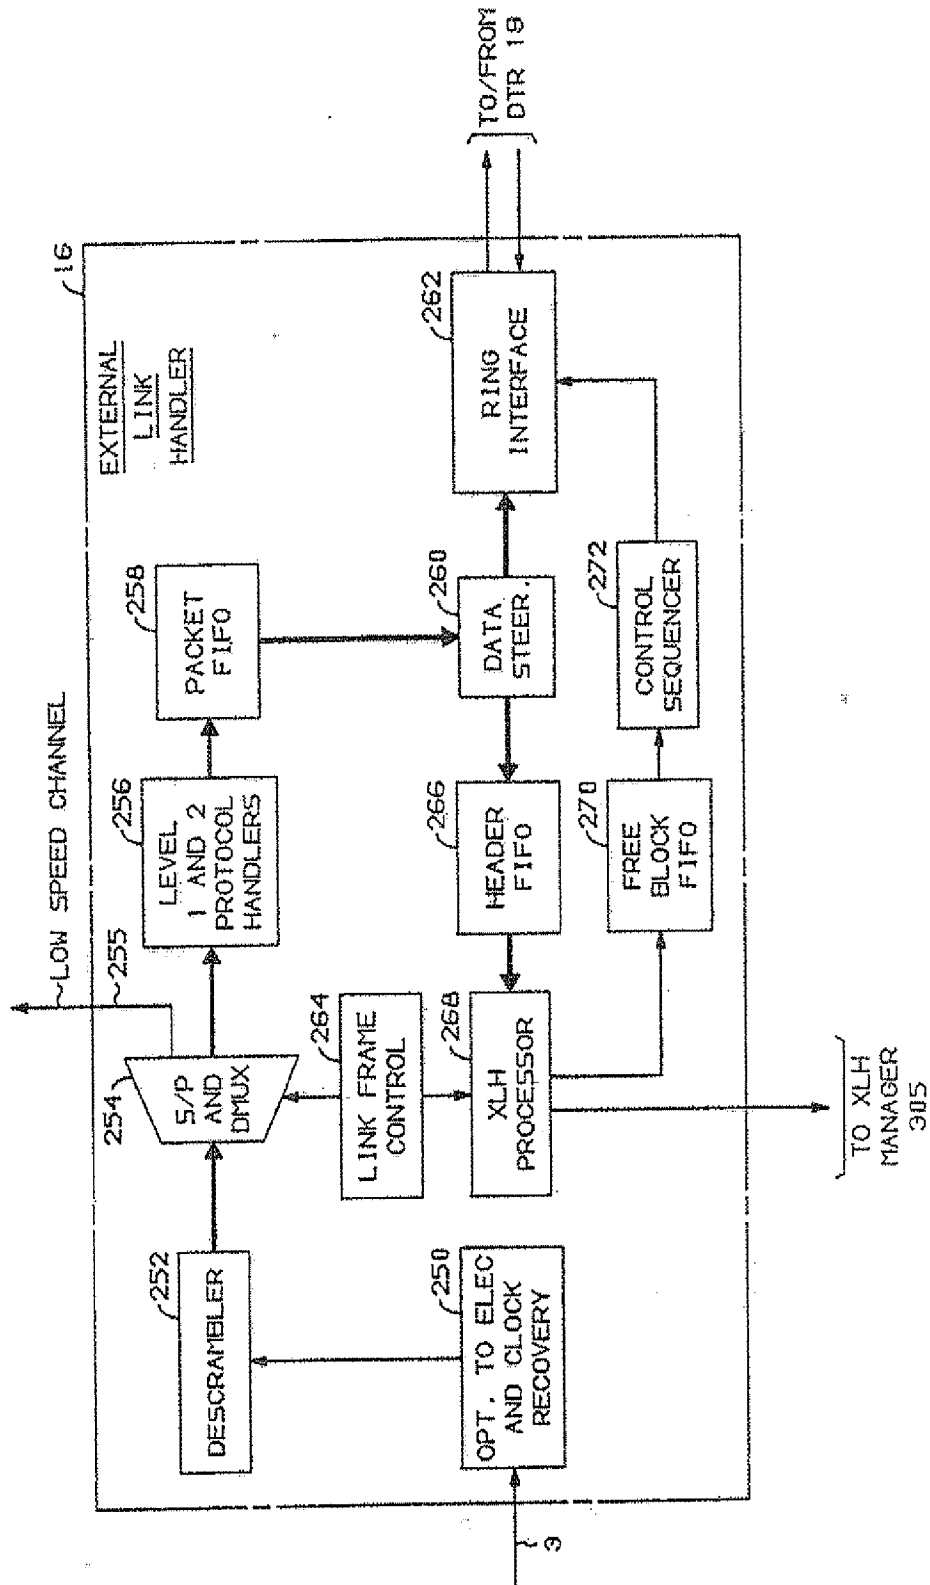 LOW SPEED CHANNEL
255
16
EXTERNAL
LINK
HANDLER
254
S/P
AND
DMUX
256
LEVEL
1 AND 2
PROTOCOL
HANDLERS
258
PACKET
FIFO
252
DESCRAMBLER
264
LINK FRAME
CONTROL
250
OPT. TO ELEC
AND CLOCK
RECOVERY
3
268
XLH
PROCESSOR
266
HEADER
FIFO
260
DATA
STEER.
262
RING
INTERFACE
TO/FROM
DTR 19
270
FREE
BLOCK
FIFO
272
CONTROL
SEQUENCER
TO XLH
MANAGER
305